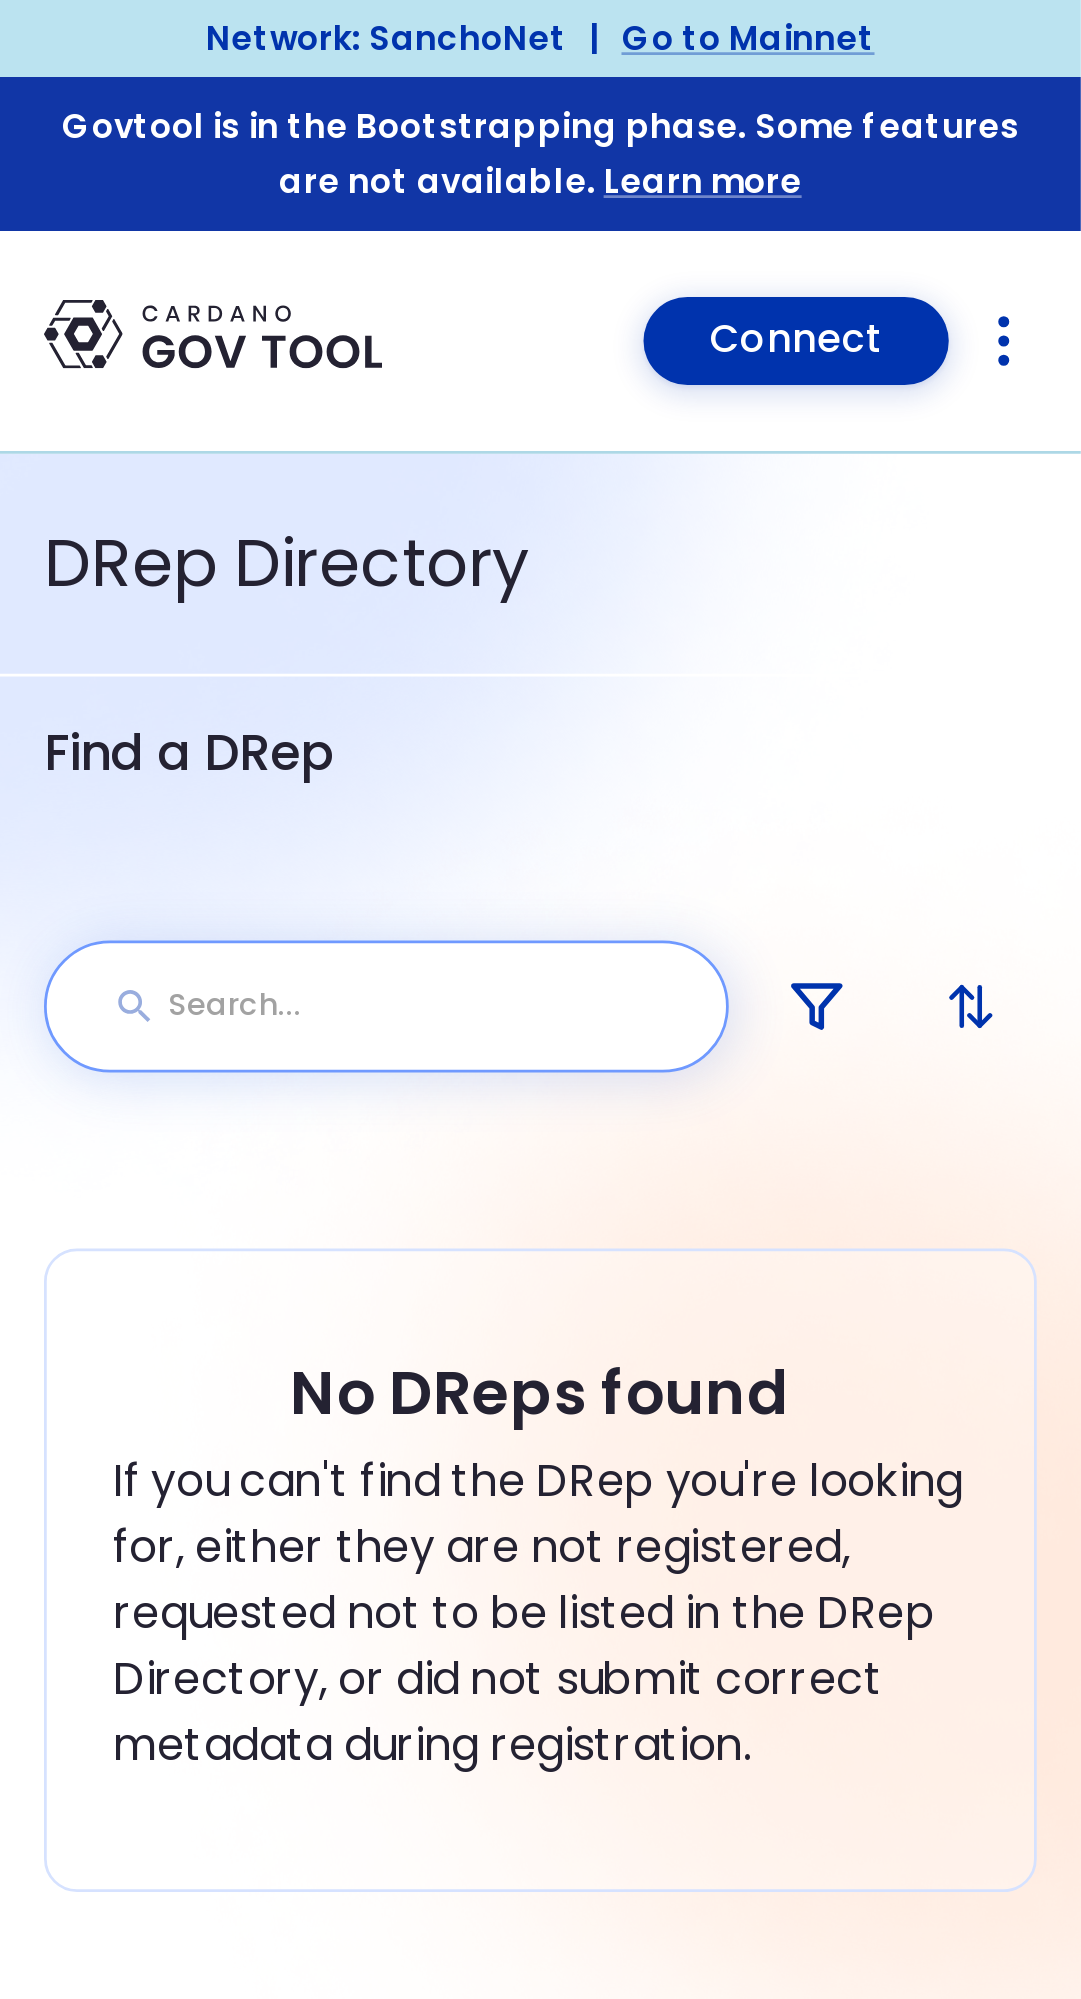 Network: SanchoNet | Go to Mainnet
Govtool is in the Bootstrapping phase. Some features
are not available. Learn more
CARDANO
GOV TOOL
Connect
DRep Directory
Find a DRep
Search...
No DReps found
If you can't find the DRep you're looking
for, either they are not registered,
requested not to be listed in the DRep
Directory, or did not submit correct
metadata during registration.